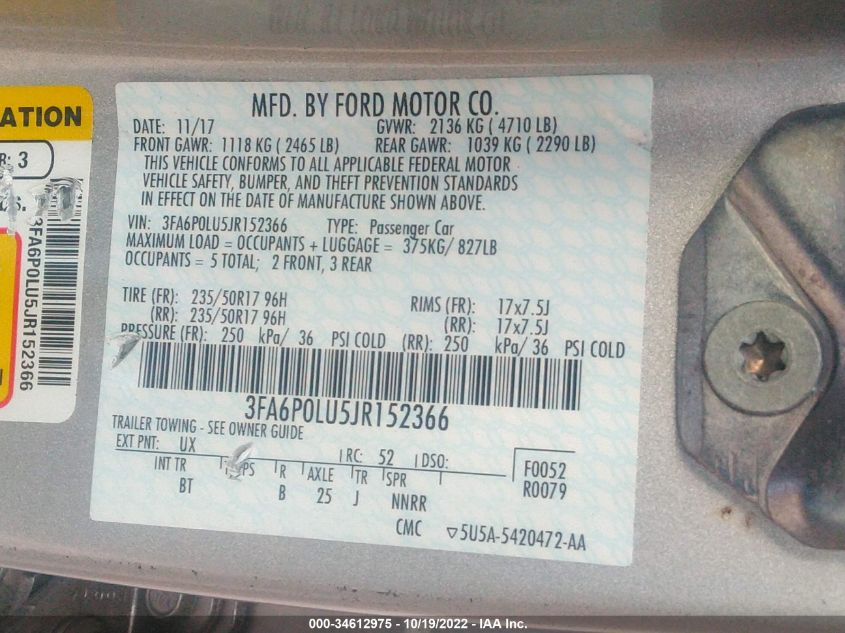 ATION
R: 3
3FA6P0LU5JR152366
MFD. BY FORD MOTOR CO.
DATE: 11/17 GVWR: 2136 KG ( 4710 LB)
FRONT GAWR: 1118 KG ( 2465 LB) REAR GAWR: 1039 KG ( 2290 LB)
THIS VEHICLE CONFORMS TO ALL APPLICABLE FEDERAL MOTOR
VEHICLE SAFETY, BUMPER, AND THEFT PREVENTION STANDARDS
IN EFFECT ON THE DATE OF MANUFACTURE SHOWN ABOVE.
VIN: 3FA6P0LU5JR152366 TYPE: Passenger Car
MAXIMUM LOAD = OCCUPANTS + LUGGAGE = 375KG/ 827LB
OCCUPANTS = 5 TOTAL; 2 FRONT, 3 REAR
TIRE (FR): 235/50R17 96H RIMS (FR): 17x7.5J
(RR): 235/50R17 96H (RR): 17x7.5J
PRESSURE (FR): 250 kPa/ 36 PSI COLD (RR): 250 kPa/ 36 PSI COLD
3FA6P0LU5JR152366
TRAILER TOWING - SEE OWNER GUIDE
EXT PNT: UX RC: 52 DSO: F0052
INT TR R AXLE TR SPR R0079
BT B 25 J NNRR
CMC ▽5U5A-5420472-AA
000-34612975 - 10/19/2022 - IAA Inc.